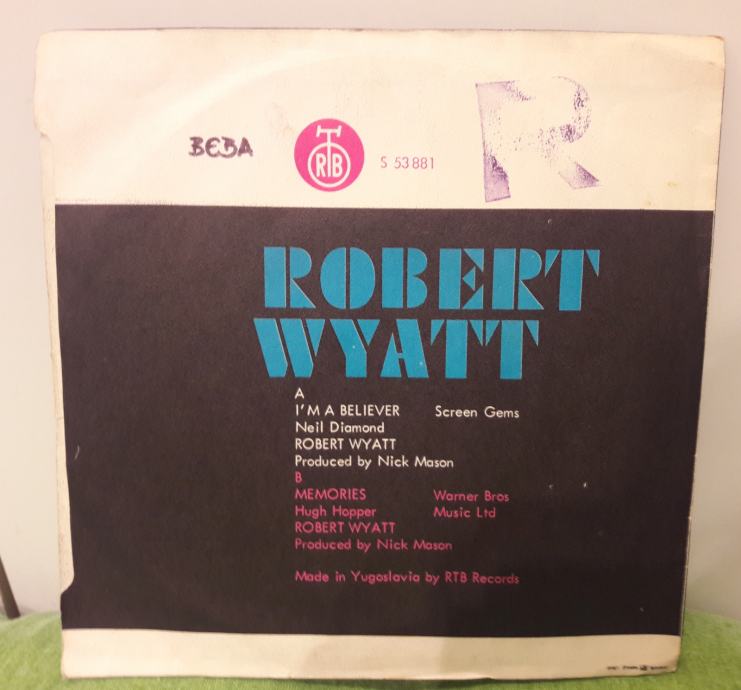 BEBA
RTB
S 53 881
R
ROBERT
WYATT
A
I'M A BELIEVER Screen Gems
Neil Diamond
ROBERT WYATT
Produced by Nick Mason
B
MEMORIES Warner Bros
Hugh Hopper Music Ltd
ROBERT WYATT
Produced by Nick Mason
Made in Yugoslavia by RTB Records